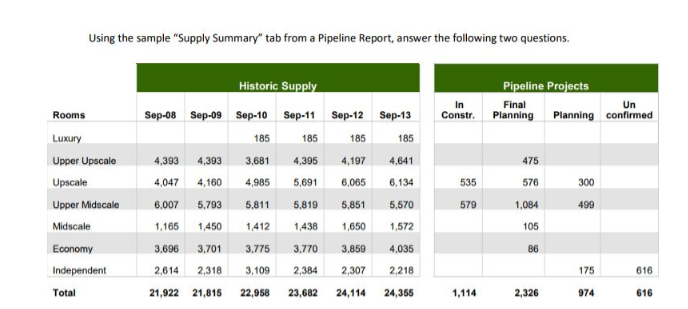 Using the sample "Supply Summary" tab from a Pipeline Report, answer the following two questions.
Historic Supply Pipeline Projects
Rooms Sep-08 Sep-09 Sep-10 Sep-11 Sep-12 Sep-13 In Constr. Final Planning Planning Un confirmed
Luxury 185 185 185 185
Upper Upscale 4,393 4,393 3,681 4,395 4,197 4,641 475
Upscale 4,047 4,160 4,985 5,691 6,065 6,134 535 576 300
Upper Midscale 6,007 5,793 5,811 5,819 5,851 5,570 579 1,084 499
Midscale 1,165 1,450 1,412 1,438 1,650 1,572 105
Economy 3,696 3,701 3,775 3,770 3,859 4,035 86
Independent 2,614 2,318 3,109 2,384 2,307 2,218 175 616
Total 21,922 21,815 22,958 23,682 24,114 24,355 1,114 2,326 974 616